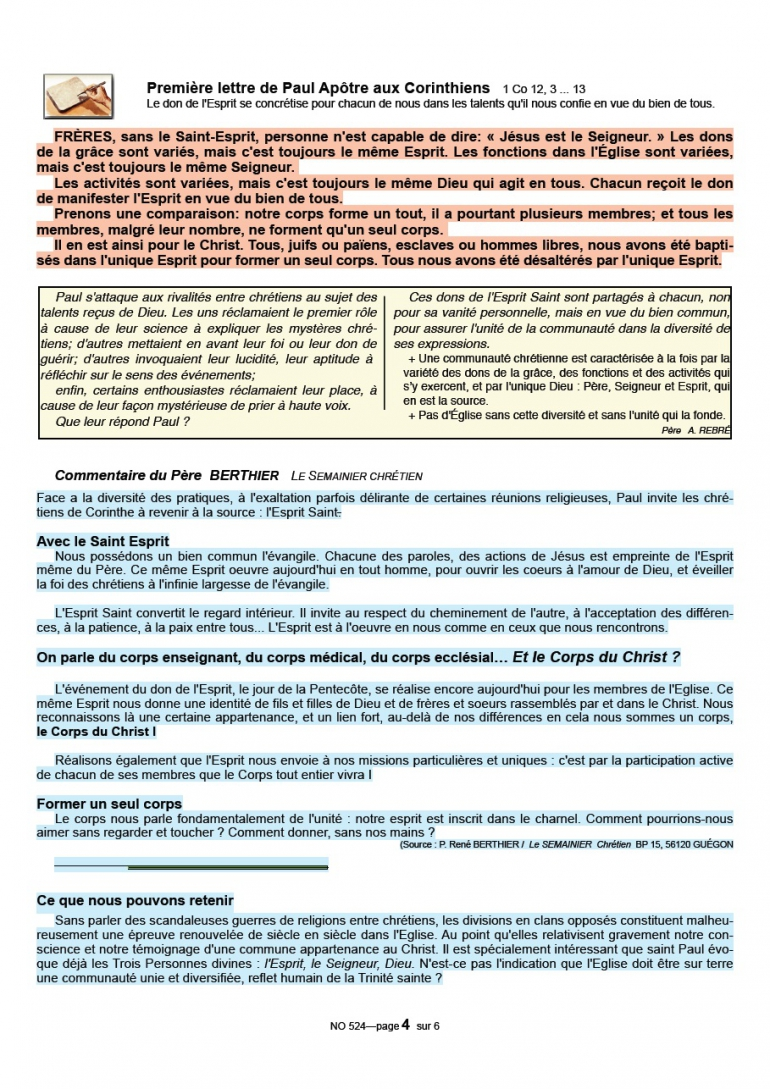 Première lettre de Paul Apôtre aux Corinthiens 1 Co 12, 3 ... 13
Le don de l'Esprit se concrétise pour chacun de nous dans les talents qu'il nous confie en vue du bien de tous.
FRÈRES, sans le Saint-Esprit, personne n'est capable de dire: « Jésus est le Seigneur. » Les dons
de la grâce sont variés, mais c'est toujours le même Esprit. Les fonctions dans l'Église sont variées,
mais c'est toujours le même Seigneur.
Les activités sont variées, mais c'est toujours le même Dieu qui agit en tous. Chacun reçoit le don
de manifester l'Esprit en vue du bien de tous.
Prenons une comparaison: notre corps forme un tout, il a pourtant plusieurs membres; et tous les
membres, malgré leur nombre, ne forment qu'un seul corps.
Il en est ainsi pour le Christ. Tous, juifs ou païens, esclaves ou hommes libres, nous avons été bapti-
sés dans l'unique Esprit pour former un seul corps. Tous nous avons été désaltérés par l'unique Esprit.
Paul s'attaque aux rivalités entre chrétiens au sujet des
talents reçus de Dieu. Les uns réclamaient le premier rôle
à cause de leur science à expliquer les mystères chré-
tiens; d'autres mettaient en avant leur foi ou leur don de
guérir; d'autres invoquaient leur lucidité, leur aptitude à
réfléchir sur le sens des événements;
enfin, certains enthousiastes réclamaient leur place, à
cause de leur façon mystérieuse de prier à haute voix.
Que leur répond Paul ?
Ces dons de l'Esprit Saint sont partagés à chacun, non
pour sa vanité personnelle, mais en vue du bien commun,
pour assurer l'unité de la communauté dans la diversité de
ses expressions.
+ Une communauté chrétienne est caractérisée à la fois par la
variété des dons de la grâce, des fonctions et des activités qui
s'y exercent, et par l'unique Dieu : Père, Seigneur et Esprit, qui
en est la source.
+ Pas d'Église sans cette diversité et sans l'unité qui la fonde.
Père A. REBRÉ
Commentaire du Père BERTHIER LE SEMAINIER CHRÉTIEN
Face a la diversité des pratiques, à l'exaltation parfois délirante de certaines réunions religieuses, Paul invite les chré-
tiens de Corinthe à revenir à la source : l'Esprit Saint-
Avec le Saint Esprit
Nous possédons un bien commun l'évangile. Chacune des paroles, des actions de Jésus est empreinte de l'Esprit
même du Père. Ce même Esprit oeuvre aujourd'hui en tout homme, pour ouvrir les coeurs à l'amour de Dieu, et éveiller
la foi des chrétiens à l'infinie largesse de l'évangile.
L'Esprit Saint convertit le regard intérieur. Il invite au respect du cheminement de l'autre, à l'acceptation des différen-
ces, à la patience, à la paix entre tous... L'Esprit est à l'oeuvre en nous comme en ceux que nous rencontrons.
On parle du corps enseignant, du corps médical, du corps ecclésial… Et le Corps du Christ ?
L'événement du don de l'Esprit, le jour de la Pentecôte, se réalise encore aujourd'hui pour les membres de l'Eglise. Ce
même Esprit nous donne une identité de fils et filles de Dieu et de frères et soeurs rassemblés par et dans le Christ. Nous
reconnaissons là une certaine appartenance, et un lien fort, au-delà de nos différences en cela nous sommes un corps,
le Corps du Christ I
Réalisons également que l'Esprit nous envoie à nos missions particulières et uniques : c'est par la participation active
de chacun de ses membres que le Corps tout entier vivra I
Former un seul corps
Le corps nous parle fondamentalement de l'unité : notre esprit est inscrit dans le charnel. Comment pourrions-nous
aimer sans regarder et toucher ? Comment donner, sans nos mains ?
(Source : P. René BERTHIER / Le SEMAINIER Chrétien BP 15, 56120 GUÉGON
Ce que nous pouvons retenir
Sans parler des scandaleuses guerres de religions entre chrétiens, les divisions en clans opposés constituent malheu-
reusement une épreuve renouvelée de siècle en siècle dans l'Eglise. Au point qu'elles relativisent gravement notre con-
science et notre témoignage d'une commune appartenance au Christ. Il est spécialement intéressant que saint Paul évo-
que déjà les Trois Personnes divines : l'Esprit, le Seigneur, Dieu. N'est-ce pas l'indication que l'Eglise doit être sur terre
une communauté unie et diversifiée, reflet humain de la Trinité sainte ?
NO 524—page 4 sur 6